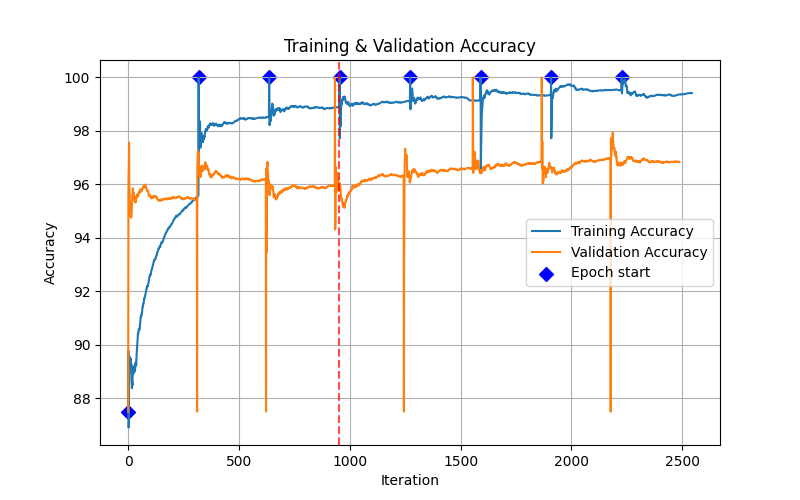 Training & Validation Accuracy
Accuracy
100
98
96
94
92
90
88
Training Accuracy
Validation Accuracy
Epoch start
0 500 1000 1500 2000 2500
Iteration